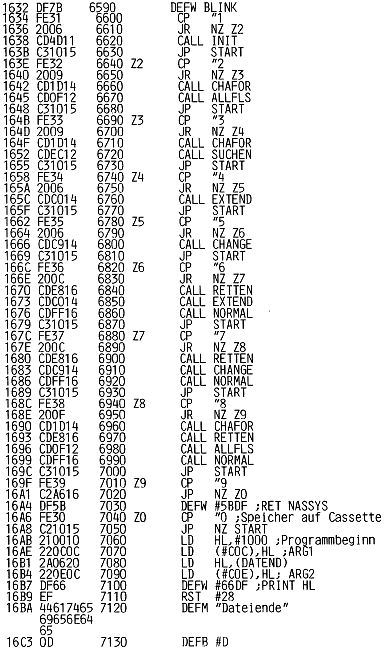 1632 DF7B 6590 DEFW BLINK
1634 FE31 6600 CP "1
1636 2006 6610 JR NZ Z2
1638 CD4D11 6620 CALL INIT
163B C31015 6630 JP START
163E FE32 6640 Z2 CP "2
1640 2009 6650 JR NZ Z3
1642 CD1D14 6660 CALL CHAFOR
1645 CD0F12 6670 CALL ALLFLS
1648 C31015 6680 JP START
164B FE33 6690 Z3 CP "3
164D 2009 6700 JR NZ Z4
164F CD1D14 6710 CALL CHAFOR
1652 CDEC12 6720 CALL SUCHEN
1655 C31015 6730 JP START
1658 FE34 6740 Z4 CP "4
165A 2006 6750 JR NZ Z5
165C CDC014 6760 CALL EXTEND
165F C31015 6770 JP START
1662 FE35 6780 Z5 CP "5
1664 2006 6790 JR NZ Z6
1666 CDC914 6800 CALL CHANGE
1669 C31015 6810 JP START
166C FE36 6820 Z6 CP "6
166E 200C 6830 JR NZ Z7
1670 CDE816 6840 CALL RETTEN
1673 CDC014 6850 CALL EXTEND
1676 CDFF16 6860 CALL NORMAL
1679 C31015 6870 JP START
167C FE37 6880 Z7 CP "7
167E 200C 6890 JR NZ Z8
1680 CDE816 6900 CALL RETTEN
1683 CDC914 6910 CALL CHANGE
1686 CDFF16 6920 CALL NORMAL
1689 C31015 6930 JP START
168C FE38 6940 Z8 CP "8
168E 200F 6950 JR NZ Z9
1690 CD1D14 6960 CALL CHAFOR
1693 CDE816 6970 CALL RETTEN
1696 CD0F12 6980 CALL ALLFLS
1699 CDFF16 6990 CALL NORMAL
169C C31015 7000 JP START
169F FE39 7010 Z9 CP "9
16A1 C2A616 7020 JP NZ Z0
16A4 DF5B 7030 DEFW #5BDF ;RET NASSYS
16A6 FE30 7040 Z0 CP "0 ;Speicher auf Cassette
16A8 C21015 7050 JP NZ START
16AB 210010 7060 LD HL,#1000 ;Programmbeginn
16AE 220C0C 7070 LD (#C0C),HL ;ARG1
16B1 2A0620 7080 LD HL,(DATEND)
16B4 220E0C 7090 LD (#C0E),HL; ARG2
16B7 DF66 7100 DEFW #66DF ;PRINT HL
16B9 EF 7110 RST #28
16BA 44617465 7120 DEFM "Dateiende"
69656E64
65
16C3 0D 7130 DEFB #D